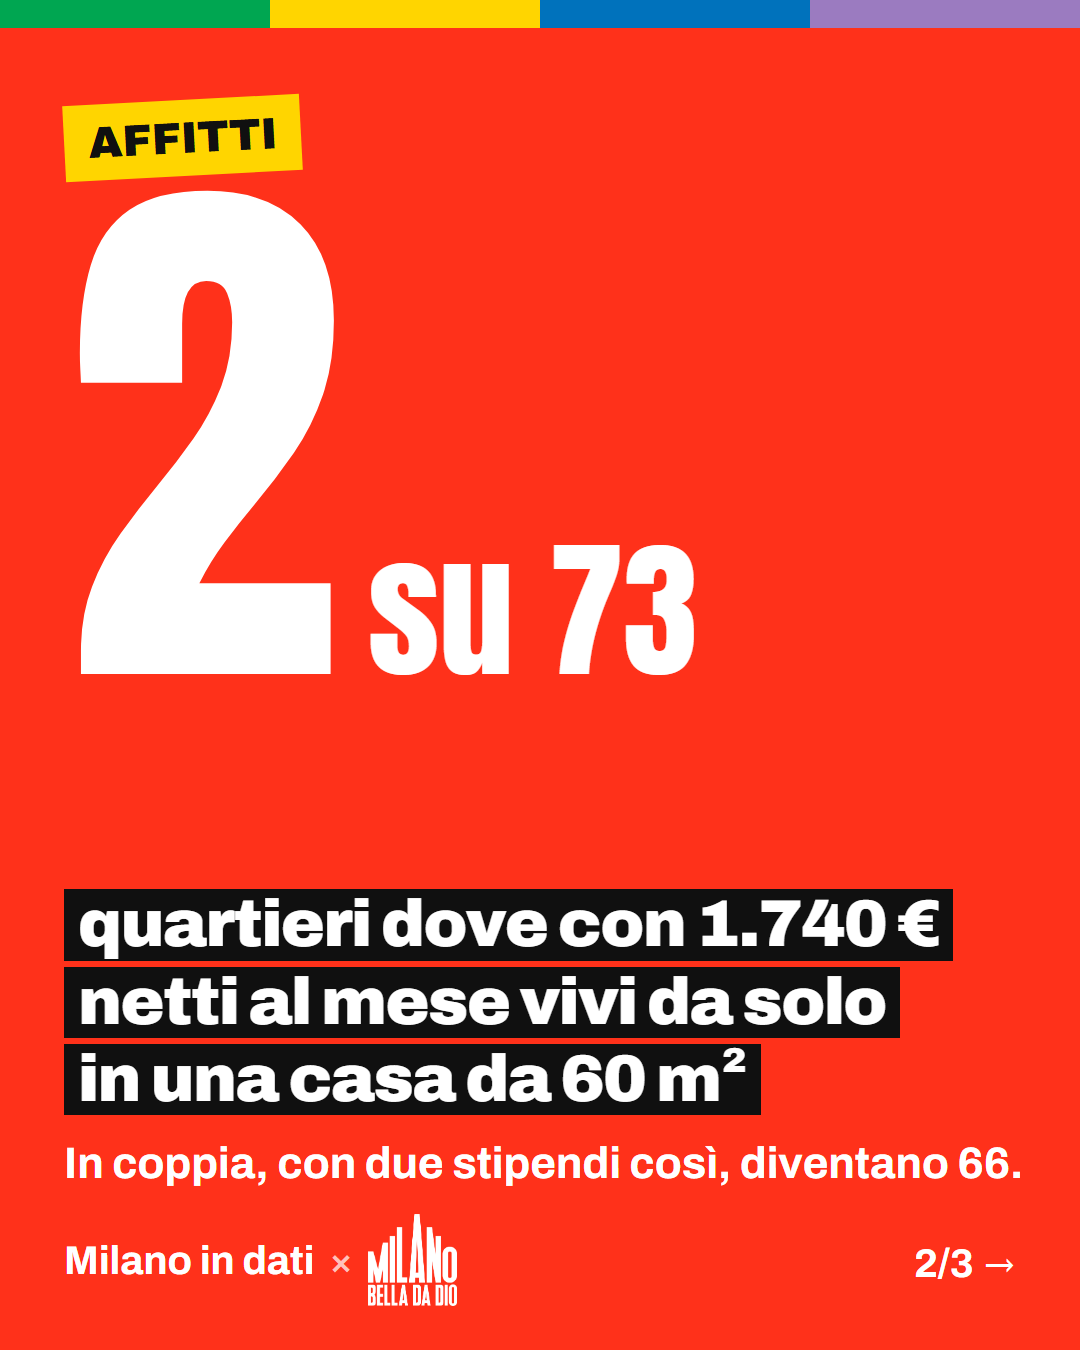 AFFITTI
2 su 73
quartieri dove con 1.740 €
netti al mese vivi da solo
in una casa da 60 m²
In coppia, con due stipendi così, diventano 66.
Milano in dati × MILANO
BELLA DA DIO
2/3 →